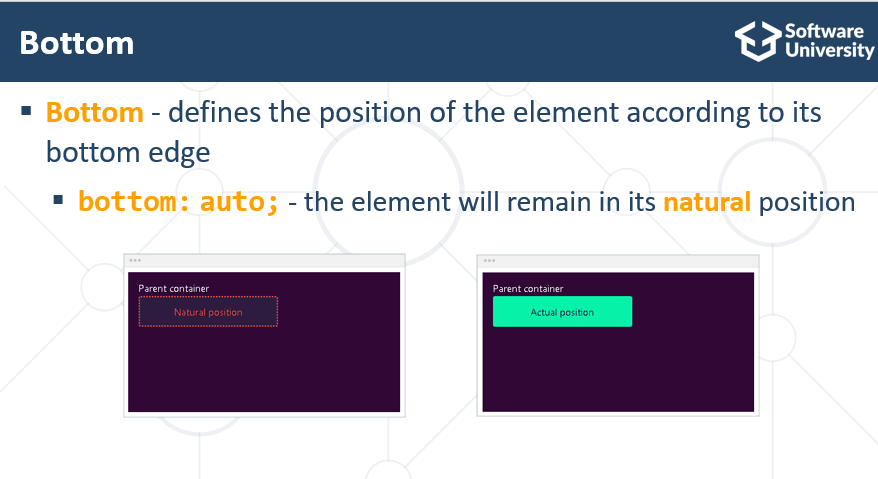 Bottom
Software
University
▪ Bottom - defines the position of the element according to its
bottom edge
▪ bottom: auto; - the element will remain in its natural position
Parent container
Natural position
Parent container
Actual position